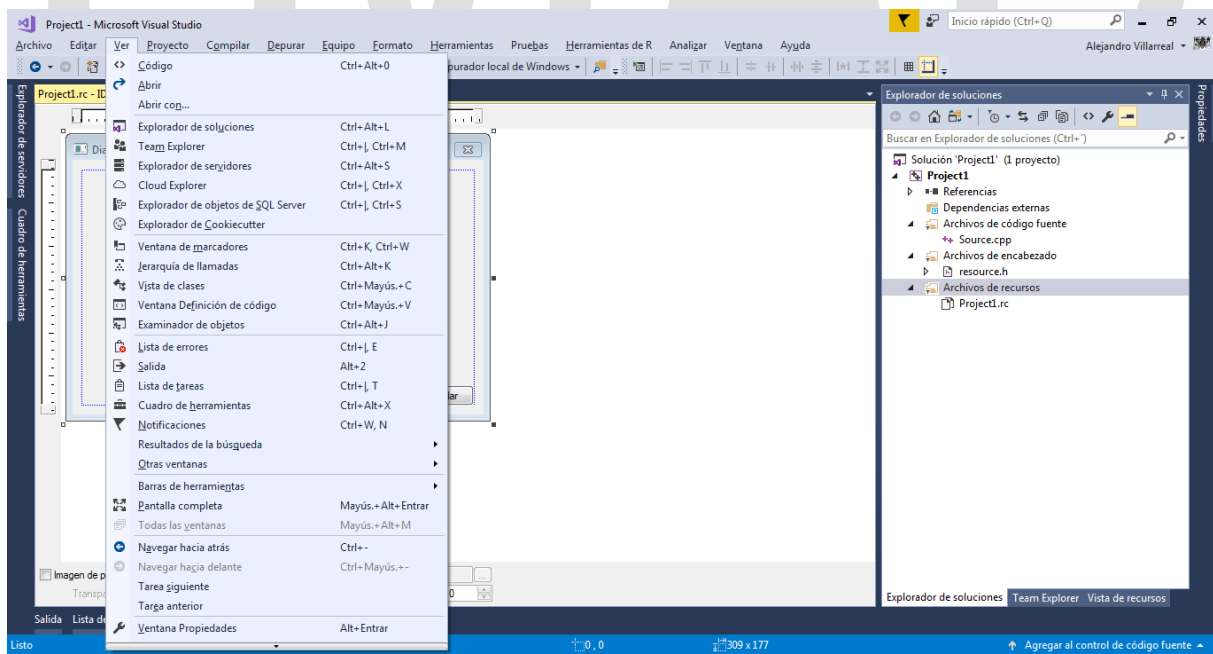 Project1 - Microsoft Visual Studio
Inicio rápido (Ctrl+Q)
Archivo Editar Ver Proyecto Compilar Depurar Equipo Formato Herramientas Pruebas Herramientas de R Analizar Ventana Ayuda
Alejandro Villarreal
purador local de Windows
Explorador de servidores
Cuadro de herramientas
Project1.rc - ID
Dia
Código Ctrl+Alt+0
Abrir
Abrir con...
Explorador de soluciones Ctrl+Alt+L
Team Explorer Ctrl+|, Ctrl+M
Explorador de servidores Ctrl+Alt+S
Cloud Explorer Ctrl+|, Ctrl+X
Explorador de objetos de SQL Server Ctrl+|, Ctrl+S
Explorador de Cookiecutter
Ventana de marcadores Ctrl+K, Ctrl+W
Jerarquía de llamadas Ctrl+Alt+K
Vista de clases Ctrl+Mayús.+C
Ventana Definición de código Ctrl+Mayús.+V
Examinador de objetos Ctrl+Alt+J
Lista de errores Ctrl+|, E
Salida Alt+2
Lista de tareas Ctrl+|, T
Cuadro de herramientas Ctrl+Alt+X
Notificaciones Ctrl+W, N
Resultados de la búsqueda
Otras ventanas
Barras de herramientas
Pantalla completa Mayús.+Alt+Entrar
Todas las ventanas Mayús.+Alt+M
Navegar hacia atrás Ctrl+-
Navegar hacia delante Ctrl+Mayús.+-
Tarea siguiente
Tarea anterior
Ventana Propiedades Alt+Entrar
ar
Imagen de p
...
Transpa
0
Explorador de soluciones
Buscar en Explorador de soluciones (Ctrl+´)
Solución 'Project1' (1 proyecto)
Project1
Referencias
Dependencias externas
Archivos de código fuente
Source.cpp
Archivos de encabezado
resource.h
Archivos de recursos
Project1.rc
Explorador de soluciones Team Explorer Vista de recursos
Propiedades
Salida Lista de
Listo
0 , 0
309 x 177
Agregar al control de código fuente